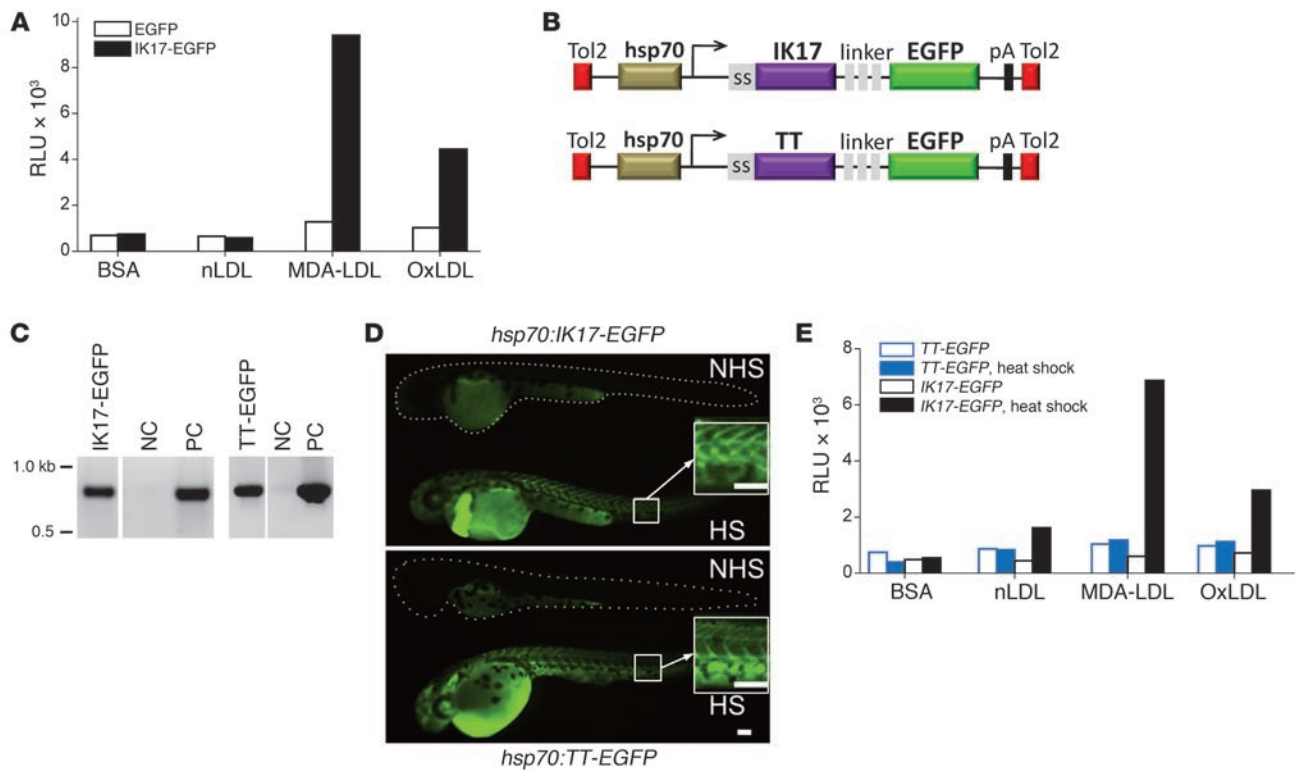 A
RLU × 10³
10
8
6
4
2
0
EGFP
IK17-EGFP
BSA
nLDL
MDA-LDL
OxLDL
B
Tol2 hsp70 IK17 linker EGFP pA Tol2
ss
Tol2 hsp70 TT linker EGFP pA Tol2
ss
C
IK17-EGFP
NC
PC
TT-EGFP
NC
PC
1.0 kb
0.5
D
hsp70:IK17-EGFP
NHS
HS
NHS
HS
hsp70:TT-EGFP
E
RLU × 10³
8
6
4
2
0
TT-EGFP
TT-EGFP, heat shock
IK17-EGFP
IK17-EGFP, heat shock
BSA
nLDL
MDA-LDL
OxLDL